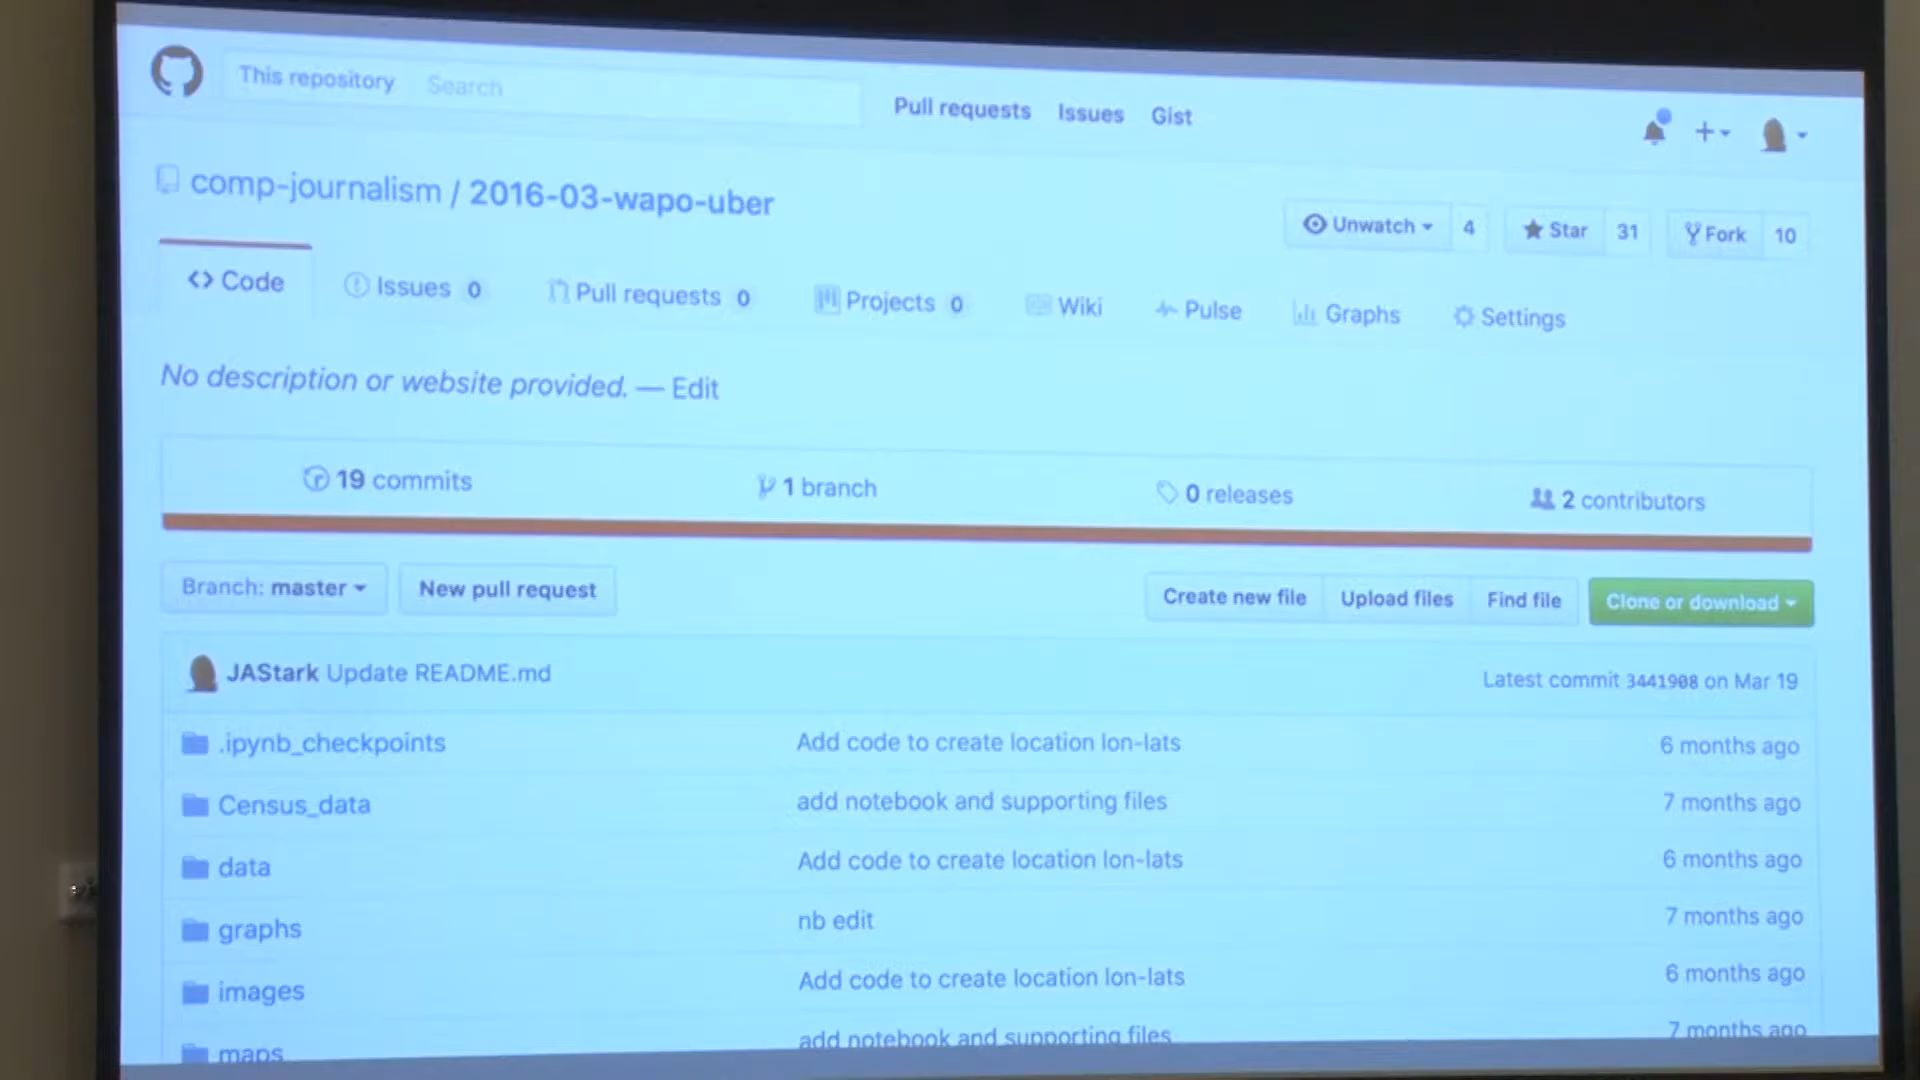 This repository Search Pull requests Issues Gist
comp-journalism / 2016-03-wapo-uber
Unwatch 4 Star 31 Fork 10
Code Issues 0 Pull requests 0 Projects 0 Wiki Pulse Graphs Settings
No description or website provided. — Edit
19 commits 1 branch 0 releases 2 contributors
Branch: master New pull request Create new file Upload files Find file Clone or download
JAStark Update README.md Latest commit 3441908 on Mar 19
.ipynb_checkpoints Add code to create location lon-lats 6 months ago
Census_data add notebook and supporting files 7 months ago
data Add code to create location lon-lats 6 months ago
graphs nb edit 7 months ago
images Add code to create location lon-lats 6 months ago
maps add notebook and supporting files 7 months ago